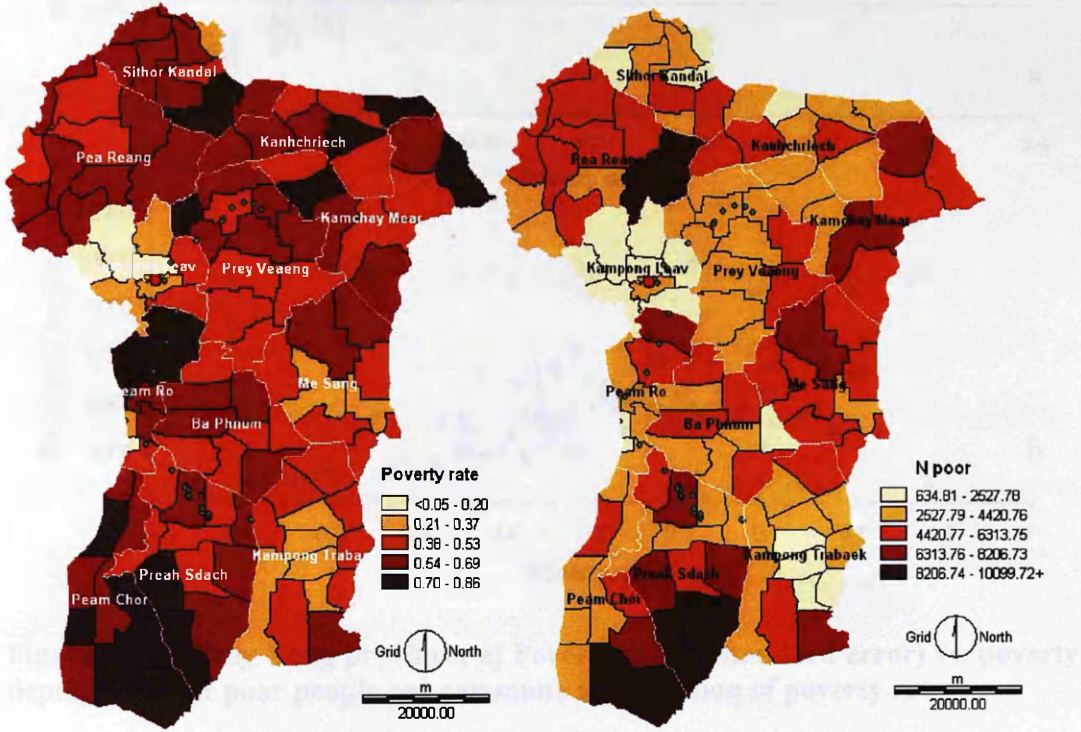 Sithor Kandal
Kanhchriech
Pea Reang
Kamchay Mear
eav
Prey Veaeng
eam Ro
Me Sang
Ba Phnum
Kampong Trabae
Preah Sdach
Peam Chor
Poverty rate
<0.05 - 0.20
0.21 - 0.37
0.38 - 0.53
0.54 - 0.69
0.70 - 0.86
Grid North
m
20000.00
Sithor Kandal
Kanhchriech
Pea Reang
Kamchay Mear
Kampong Leav
Prey Veaeng
Me Sang
Peam Ro
Ba Phnum
Kampong Trabaek
Preah Sdach
Peam Chor
N poor
634.81 - 2527.78
2527.79 - 4420.76
4420.77 - 6313.75
6313.76 - 8206.73
8206.74 - 10099.72+
Grid North
m
20000.00